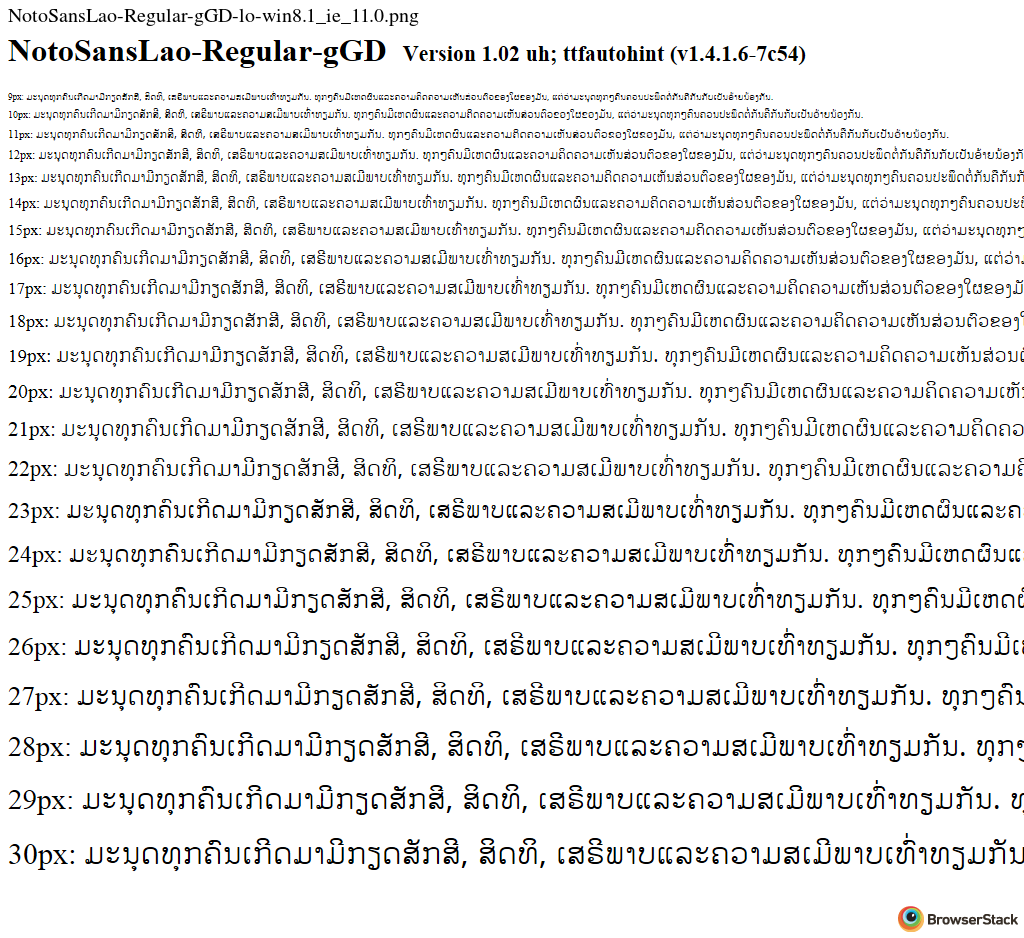 NotoSansLao-Regular-gGD-lo-win8.1_ie_11.0.png
NotoSansLao-Regular-gGD Version 1.02 uh; ttfautohint (v1.4.1.6-7c54)
9px: ມະນຸດທຸກຄົນເກີດມາມີກຽດສັກສີ, ສິດທິ, ເສຣີພາບແລະຄວາມສເມີພາບເທົ່າທຽມກັນ. ທຸກໆຄົນມີເຫດຜົນແລະຄວາມຄິດຄວາມເຫັນສ່ວນຕົວຂອງໃຜຂອງມັນ, ແຕ່ວ່າມະນຸດທຸກໆຄົນຄວນປະພຶດຕໍ່ກັນຄືກັນກັບເປັນອ້າຍນ້ອງກັນ.
10px: ມະນຸດທຸກຄົນເກີດມາມີກຽດສັກສີ, ສິດທິ, ເສຣີພາບແລະຄວາມສເມີພາບເທົ່າທຽມກັນ. ທຸກໆຄົນມີເຫດຜົນແລະຄວາມຄິດຄວາມເຫັນສ່ວນຕົວຂອງໃຜຂອງມັນ, ແຕ່ວ່າມະນຸດທຸກໆຄົນຄວນປະພຶດຕໍ່ກັນຄືກັນກັບເປັນອ້າຍນ້ອງກັນ.
11px: ມະນຸດທຸກຄົນເກີດມາມີກຽດສັກສີ, ສິດທິ, ເສຣີພາບແລະຄວາມສເມີພາບເທົ່າທຽມກັນ. ທຸກໆຄົນມີເຫດຜົນແລະຄວາມຄິດຄວາມເຫັນສ່ວນຕົວຂອງໃຜຂອງມັນ, ແຕ່ວ່າມະນຸດທຸກໆຄົນຄວນປະພຶດຕໍ່ກັນຄືກັນກັບເປັນອ້າຍນ້ອງກັນ.
12px: ມະນຸດທຸກຄົນເກີດມາມີກຽດສັກສີ, ສິດທິ, ເສຣີພາບແລະຄວາມສເມີພາບເທົ່າທຽມກັນ. ທຸກໆຄົນມີເຫດຜົນແລະຄວາມຄິດຄວາມເຫັນສ່ວນຕົວຂອງໃຜຂອງມັນ, ແຕ່ວ່າມະນຸດທຸກໆຄົນຄວນປະພຶດຕໍ່ກັນຄືກັນກັບເປັນອ້າຍນ້ອງກັ
13px: ມະນຸດທຸກຄົນເກີດມາມີກຽດສັກສີ, ສິດທິ, ເສຣີພາບແລະຄວາມສເມີພາບເທົ່າທຽມກັນ. ທຸກໆຄົນມີເຫດຜົນແລະຄວາມຄິດຄວາມເຫັນສ່ວນຕົວຂອງໃຜຂອງມັນ, ແຕ່ວ່າມະນຸດທຸກໆຄົນຄວນປະພຶດຕໍ່ກັນຄືກັນກັ
14px: ມະນຸດທຸກຄົນເກີດມາມີກຽດສັກສີ, ສິດທິ, ເສຣີພາບແລະຄວາມສເມີພາບເທົ່າທຽມກັນ. ທຸກໆຄົນມີເຫດຜົນແລະຄວາມຄິດຄວາມເຫັນສ່ວນຕົວຂອງໃຜຂອງມັນ, ແຕ່ວ່າມະນຸດທຸກໆຄົນຄວນປະ
15px: ມະນຸດທຸກຄົນເກີດມາມີກຽດສັກສີ, ສິດທິ, ເສຣີພາບແລະຄວາມສເມີພາບເທົ່າທຽມກັນ. ທຸກໆຄົນມີເຫດຜົນແລະຄວາມຄິດຄວາມເຫັນສ່ວນຕົວຂອງໃຜຂອງມັນ, ແຕ່ວ່າມະນຸດທຸກໆ
16px: ມະນຸດທຸກຄົນເກີດມາມີກຽດສັກສີ, ສິດທິ, ເສຣີພາບແລະຄວາມສເມີພາບເທົ່າທຽມກັນ. ທຸກໆຄົນມີເຫດຜົນແລະຄວາມຄິດຄວາມເຫັນສ່ວນຕົວຂອງໃຜຂອງມັນ, ແຕ່ວ່າ
17px: ມະນຸດທຸກຄົນເກີດມາມີກຽດສັກສີ, ສິດທິ, ເສຣີພາບແລະຄວາມສເມີພາບເທົ່າທຽມກັນ. ທຸກໆຄົນມີເຫດຜົນແລະຄວາມຄິດຄວາມເຫັນສ່ວນຕົວຂອງໃຜຂອງມັ
18px: ມະນຸດທຸກຄົນເກີດມາມີກຽດສັກສີ, ສິດທິ, ເສຣີພາບແລະຄວາມສເມີພາບເທົ່າທຽມກັນ. ທຸກໆຄົນມີເຫດຜົນແລະຄວາມຄິດຄວາມເຫັນສ່ວນຕົວຂອງ
19px: ມະນຸດທຸກຄົນເກີດມາມີກຽດສັກສີ, ສິດທິ, ເສຣີພາບແລະຄວາມສເມີພາບເທົ່າທຽມກັນ. ທຸກໆຄົນມີເຫດຜົນແລະຄວາມຄິດຄວາມເຫັນສ່ວນ
20px: ມະນຸດທຸກຄົນເກີດມາມີກຽດສັກສີ, ສິດທິ, ເສຣີພາບແລະຄວາມສເມີພາບເທົ່າທຽມກັນ. ທຸກໆຄົນມີເຫດຜົນແລະຄວາມຄິດຄວາມເຫັ
21px: ມະນຸດທຸກຄົນເກີດມາມີກຽດສັກສີ, ສິດທິ, ເສຣີພາບແລະຄວາມສເມີພາບເທົ່າທຽມກັນ. ທຸກໆຄົນມີເຫດຜົນແລະຄວາມຄິດຄວ
22px: ມະນຸດທຸກຄົນເກີດມາມີກຽດສັກສີ, ສິດທິ, ເສຣີພາບແລະຄວາມສເມີພາບເທົ່າທຽມກັນ. ທຸກໆຄົນມີເຫດຜົນແລະຄວາມຄິ
23px: ມະນຸດທຸກຄົນເກີດມາມີກຽດສັກສີ, ສິດທິ, ເສຣີພາບແລະຄວາມສເມີພາບເທົ່າທຽມກັນ. ທຸກໆຄົນມີເຫດຜົນແລະຄ
24px: ມະນຸດທຸກຄົນເກີດມາມີກຽດສັກສີ, ສິດທິ, ເສຣີພາບແລະຄວາມສເມີພາບເທົ່າທຽມກັນ. ທຸກໆຄົນມີເຫດຜົນແ
25px: ມະນຸດທຸກຄົນເກີດມາມີກຽດສັກສີ, ສິດທິ, ເສຣີພາບແລະຄວາມສເມີພາບເທົ່າທຽມກັນ. ທຸກໆຄົນມີເຫດ
26px: ມະນຸດທຸກຄົນເກີດມາມີກຽດສັກສີ, ສິດທິ, ເສຣີພາບແລະຄວາມສເມີພາບເທົ່າທຽມກັນ. ທຸກໆຄົນມີເ
27px: ມະນຸດທຸກຄົນເກີດມາມີກຽດສັກສີ, ສິດທິ, ເສຣີພາບແລະຄວາມສເມີພາບເທົ່າທຽມກັນ. ທຸກໆຄົນ
28px: ມະນຸດທຸກຄົນເກີດມາມີກຽດສັກສີ, ສິດທິ, ເສຣີພາບແລະຄວາມສເມີພາບເທົ່າທຽມກັນ. ທຸກໆ
29px: ມະນຸດທຸກຄົນເກີດມາມີກຽດສັກສີ, ສິດທິ, ເສຣີພາບແລະຄວາມສເມີພາບເທົ່າທຽມກັນ. ທຸ
30px: ມະນຸດທຸກຄົນເກີດມາມີກຽດສັກສີ, ສິດທິ, ເສຣີພາບແລະຄວາມສເມີພາບເທົ່າທຽມກັນ
BrowserStack